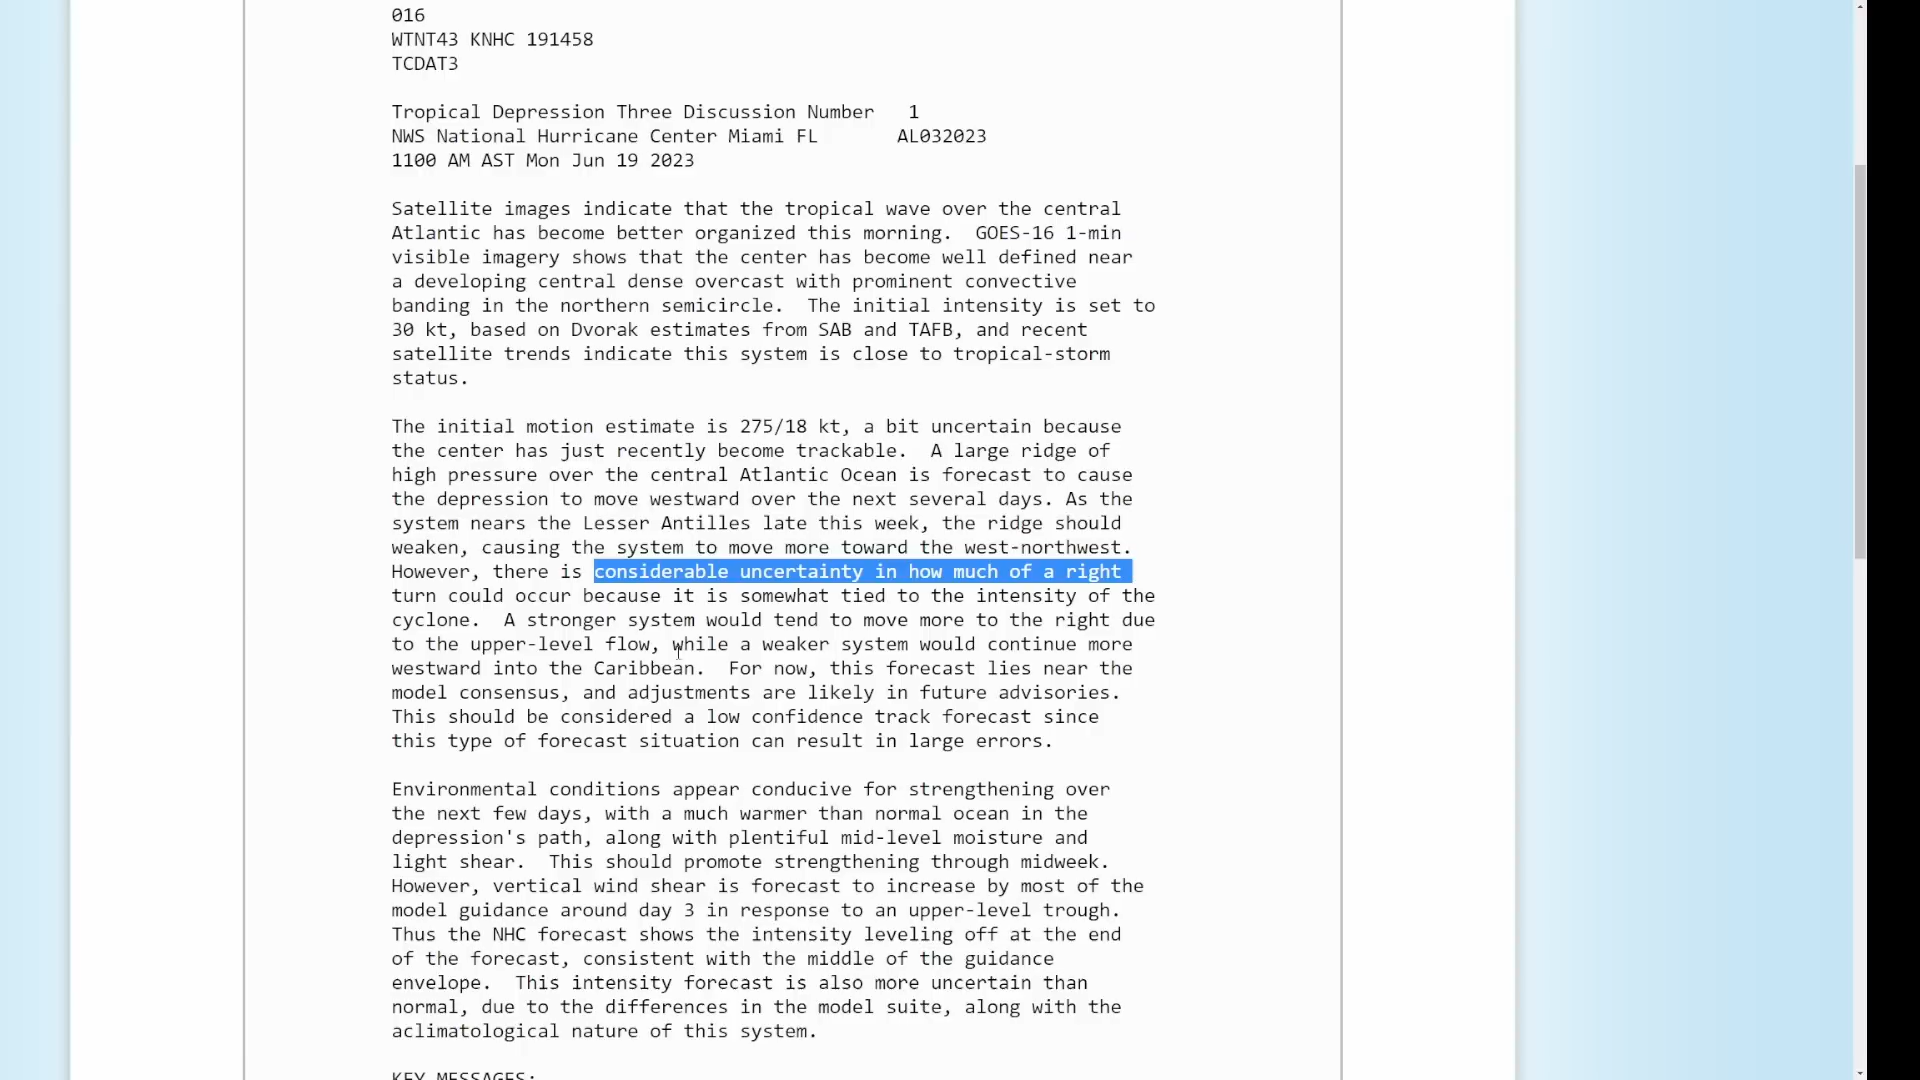 016
WTNT43 KNHC 191458
TCDAT3
Tropical Depression Three Discussion Number   1
NWS National Hurricane Center Miami FL       AL032023
1100 AM AST Mon Jun 19 2023
Satellite images indicate that the tropical wave over the central
Atlantic has become better organized this morning.  GOES-16 1-min
visible imagery shows that the center has become well defined near
a developing central dense overcast with prominent convective
banding in the northern semicircle.  The initial intensity is set to
30 kt, based on Dvorak estimates from SAB and TAFB, and recent
satellite trends indicate this system is close to tropical-storm
status.
The initial motion estimate is 275/18 kt, a bit uncertain because
the center has just recently become trackable.  A large ridge of
high pressure over the central Atlantic Ocean is forecast to cause
the depression to move westward over the next several days. As the
system nears the Lesser Antilles late this week, the ridge should
weaken, causing the system to move more toward the west-northwest.
However, there is considerable uncertainty in how much of a right
turn could occur because it is somewhat tied to the intensity of the
cyclone.  A stronger system would tend to move more to the right due
to the upper-level flow, while a weaker system would continue more
westward into the Caribbean.  For now, this forecast lies near the
model consensus, and adjustments are likely in future advisories.
This should be considered a low confidence track forecast since
this type of forecast situation can result in large errors.
Environmental conditions appear conducive for strengthening over
the next few days, with a much warmer than normal ocean in the
depression's path, along with plentiful mid-level moisture and
light shear.  This should promote strengthening through midweek.
However, vertical wind shear is forecast to increase by most of the
model guidance around day 3 in response to an upper-level trough.
Thus the NHC forecast shows the intensity leveling off at the end
of the forecast, consistent with the middle of the guidance
envelope.  This intensity forecast is also more uncertain than
normal, due to the differences in the model suite, along with the
aclimatological nature of this system.
KEY MESSAGES: